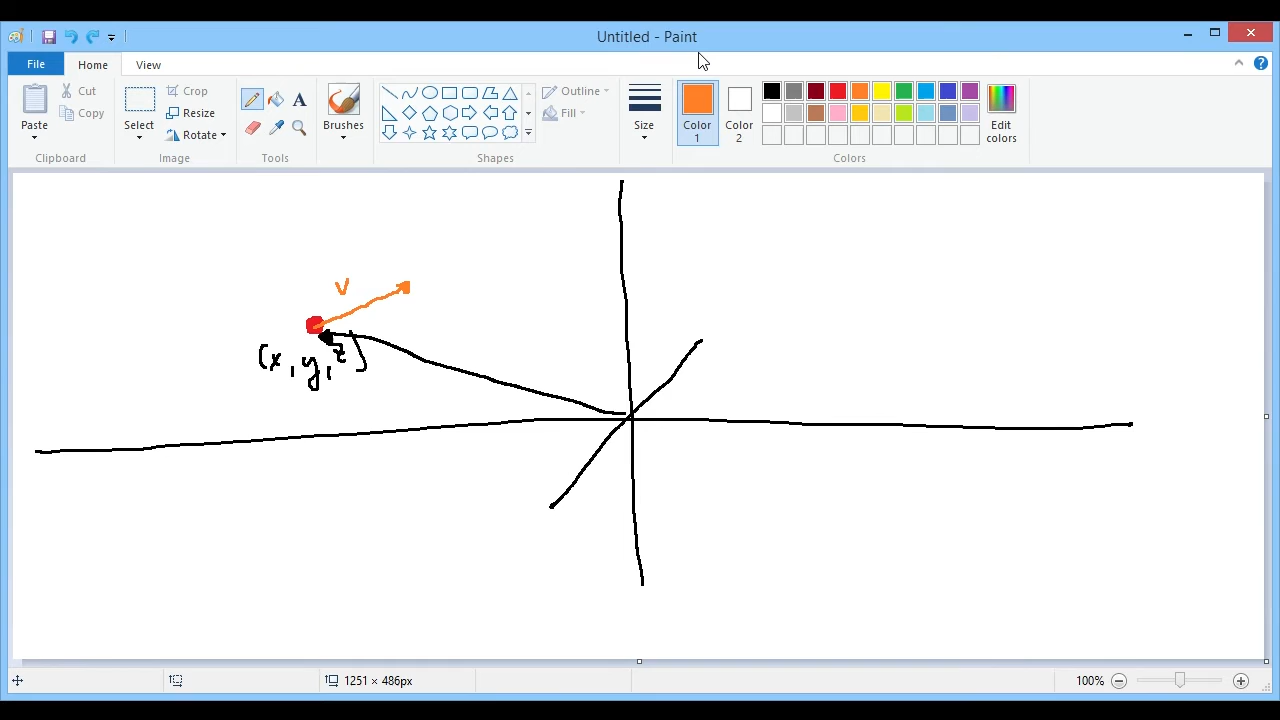 Untitled - Paint
File Home View
Paste
Cut
Copy
Clipboard
Select
Crop
Resize
Rotate
Image
A
Tools
Brushes
Shapes
Outline
Fill
Size
Color 1
Color 2
Edit colors
Colors
v
(x, y, z)
1251 × 486px
100%